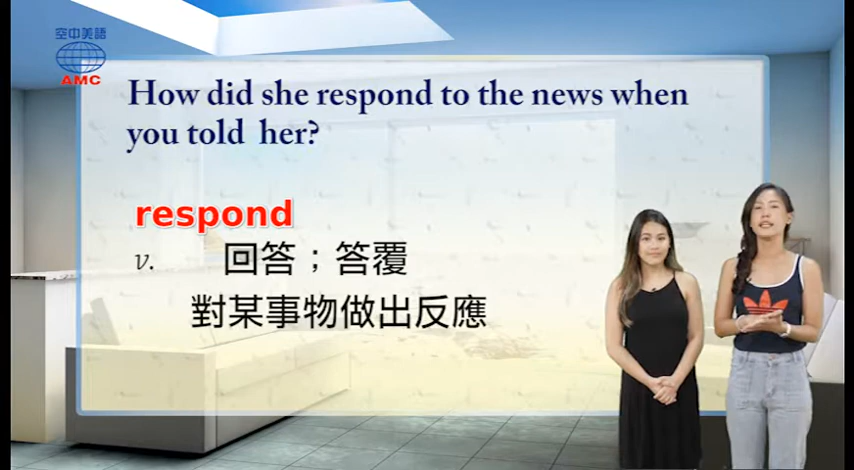 空中美語
AMC
How did she respond to the news when
you told her?
respond
v. 回答；答覆
對某事物做出反應